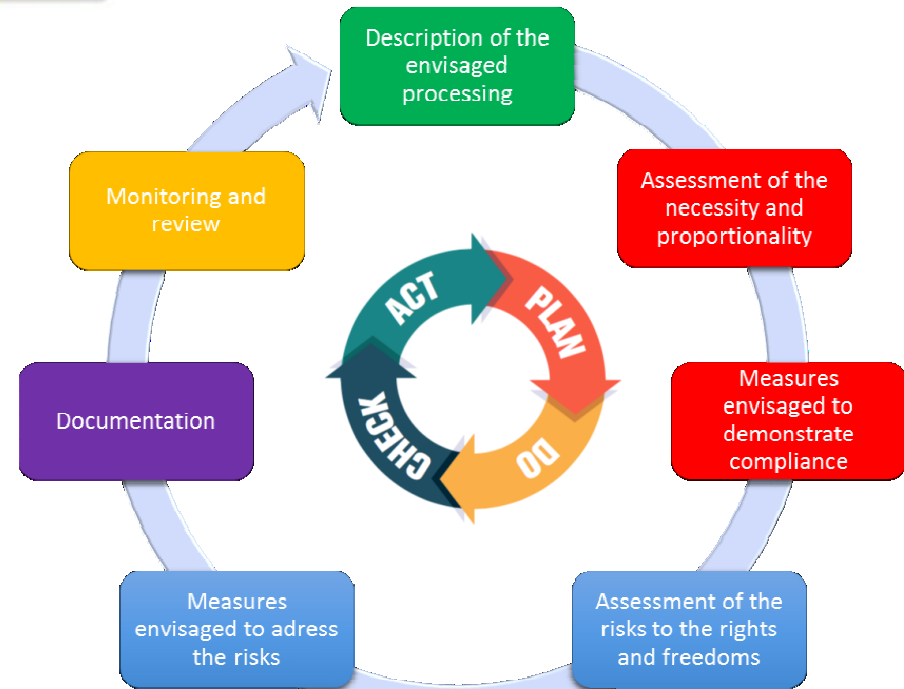 Description of the
envisaged
processing
Assessment of the
necessity and
proportionality
Measures
envisaged to
demonstrate
compliance
Assessment of the
risks to the rights
and freedoms
Measures
envisaged to adress
the risks
Documentation
Monitoring and
review
PLAN
DO
CHECK
ACT